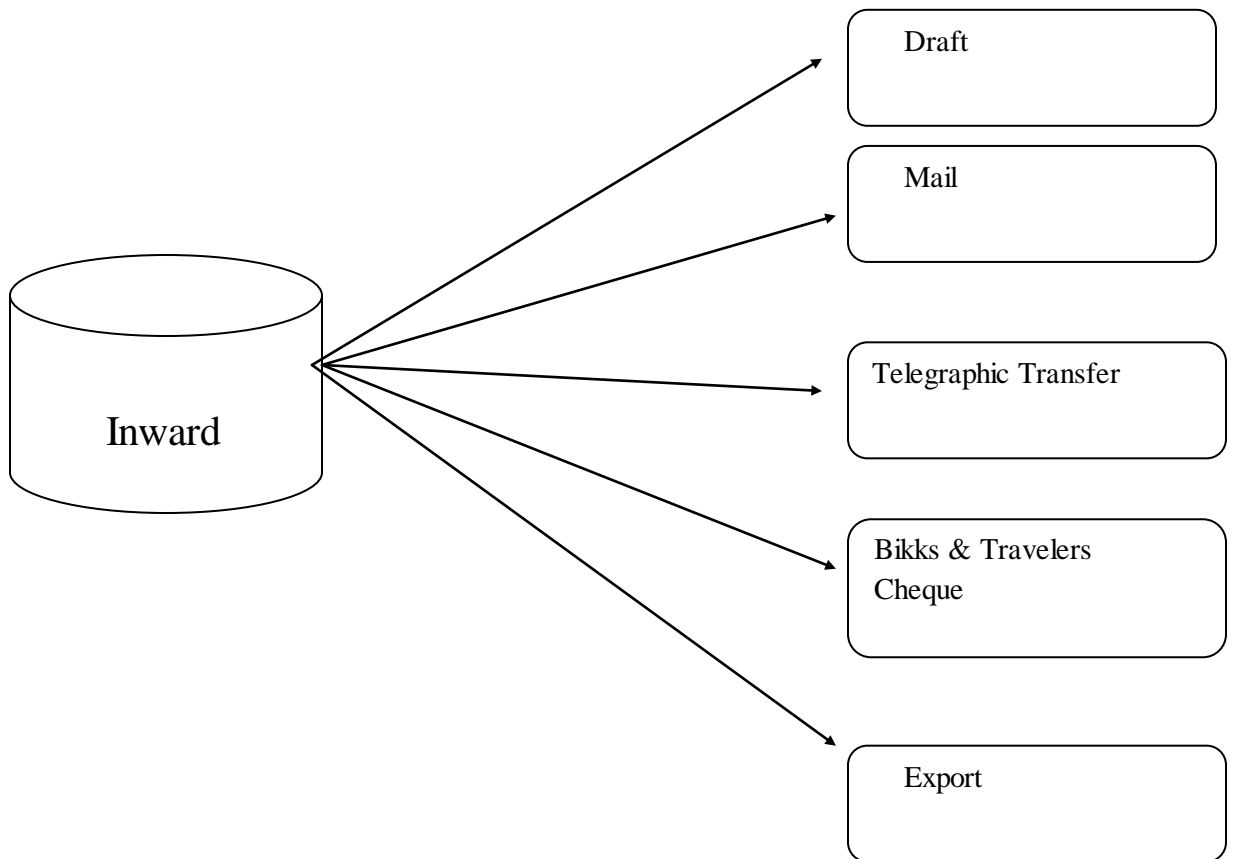 Draft
Mail
Telegraphic Transfer
Inward
Bikks & Travelers
Cheque
Export